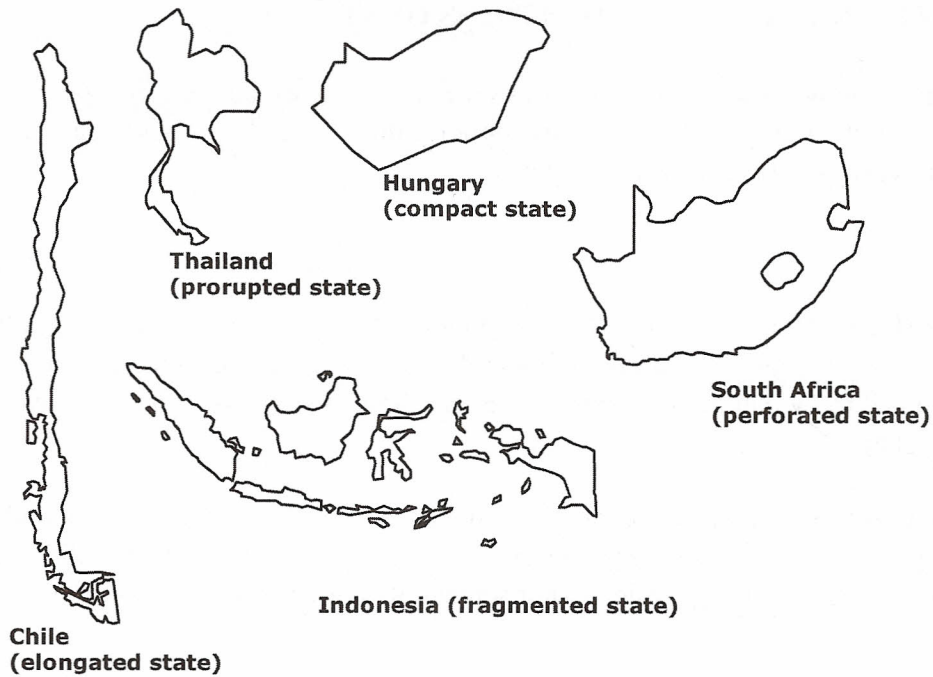 Hungary
(compact state)
Thailand
(prorupted state)
South Africa
(perforated state)
Indonesia (fragmented state)
Chile
(elongated state)